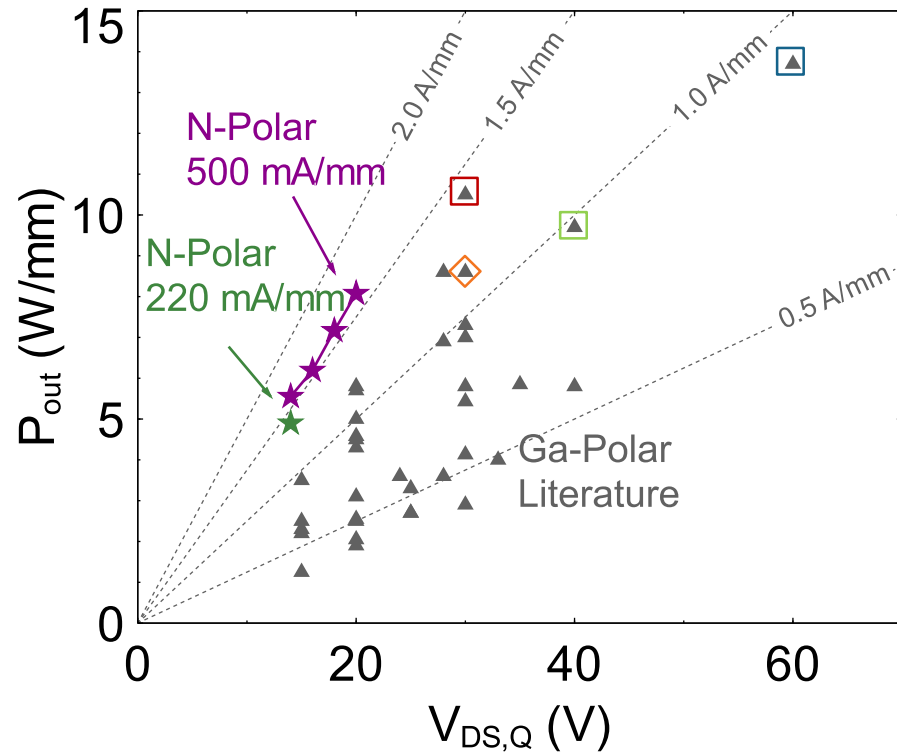 15
10
5
0
P_out (W/mm)
2.0 A/mm
1.5 A/mm
1.0 A/mm
0.5 A/mm
N-Polar
500 mA/mm
N-Polar
220 mA/mm
Ga-Polar
Literature
0 20 40 60
V_DS,Q (V)